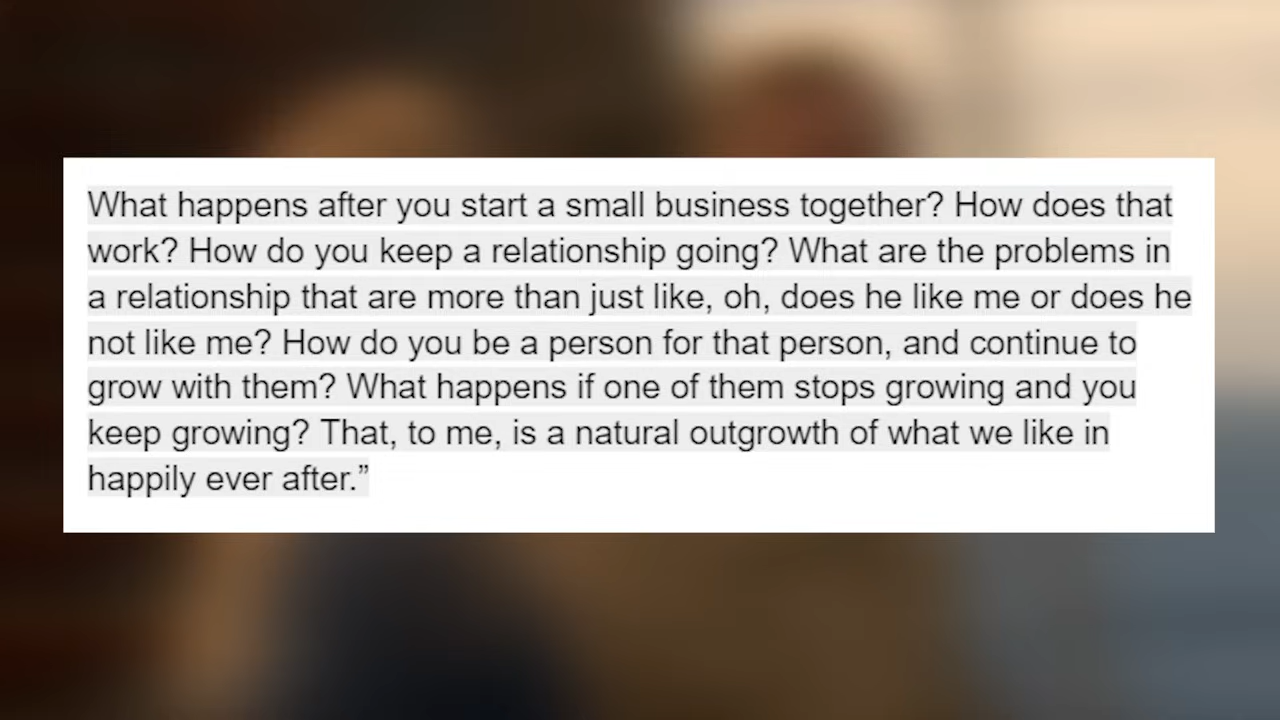 What happens after you start a small business together? How does that
work? How do you keep a relationship going? What are the problems in
a relationship that are more than just like, oh, does he like me or does he
not like me? How do you be a person for that person, and continue to
grow with them? What happens if one of them stops growing and you
keep growing? That, to me, is a natural outgrowth of what we like in
happily ever after.”